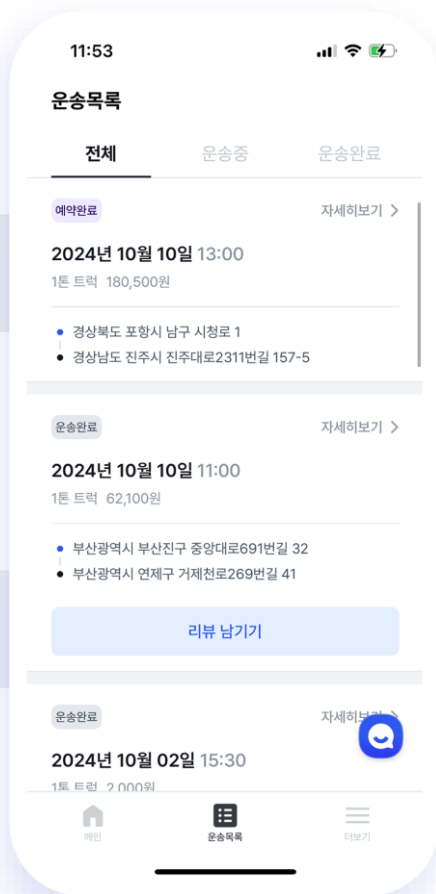 11:53
운송목록
전체 운송중 운송완료
예약완료 자세히보기
2024년 10월 10일 13:00
1톤 트럭 180,500원
경상북도 포항시 남구 시청로 1
경상남도 진주시 진주대로2311번길 157-5
운송완료 자세히보기
2024년 10월 10일 11:00
1톤 트럭 62,100원
부산광역시 부산진구 중앙대로691번길 32
부산광역시 연제구 거제천로269번길 41
리뷰 남기기
운송완료 자세히보기
2024년 10월 02일 15:30
1톤 트럭 2,000원
메인 운송목록 더보기